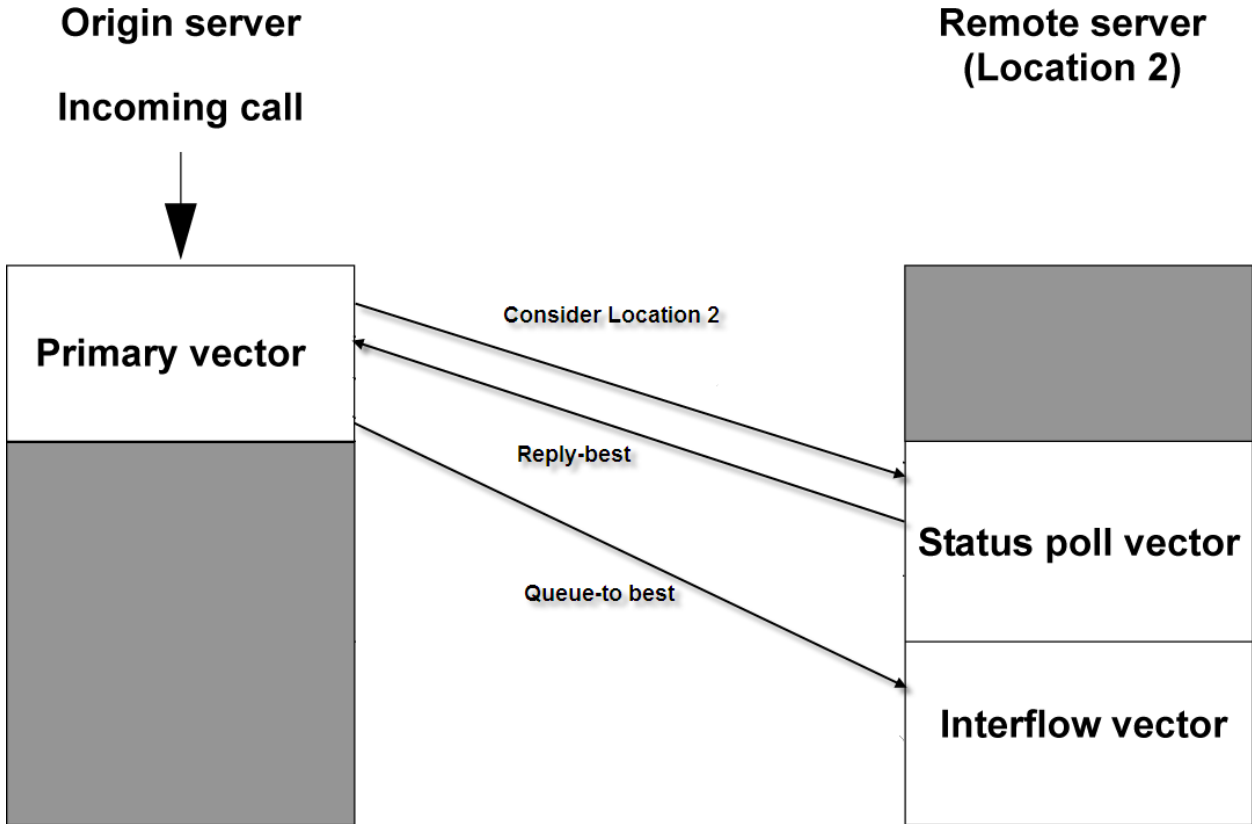 Origin server
Remote server
(Location 2)
Incoming call
Consider Location 2
Primary vector
Reply-best
Status poll vector
Queue-to best
Interflow vector